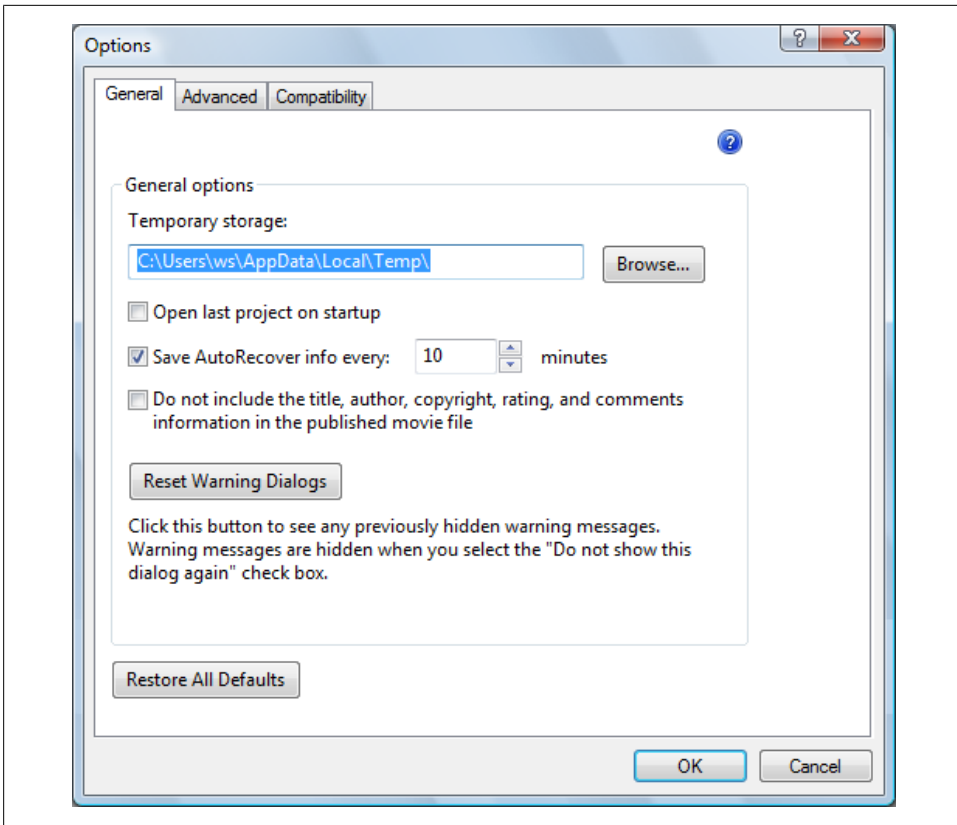 Options
General
Advanced
Compatibility
General options
Temporary storage:
C:\Users\ws\AppData\Local\Temp\
Browse...
Open last project on startup
Save AutoRecover info every: 10 minutes
Do not include the title, author, copyright, rating, and comments
information in the published movie file
Reset Warning Dialogs
Click this button to see any previously hidden warning messages.
Warning messages are hidden when you select the "Do not show this
dialog again" check box.
Restore All Defaults
OK
Cancel